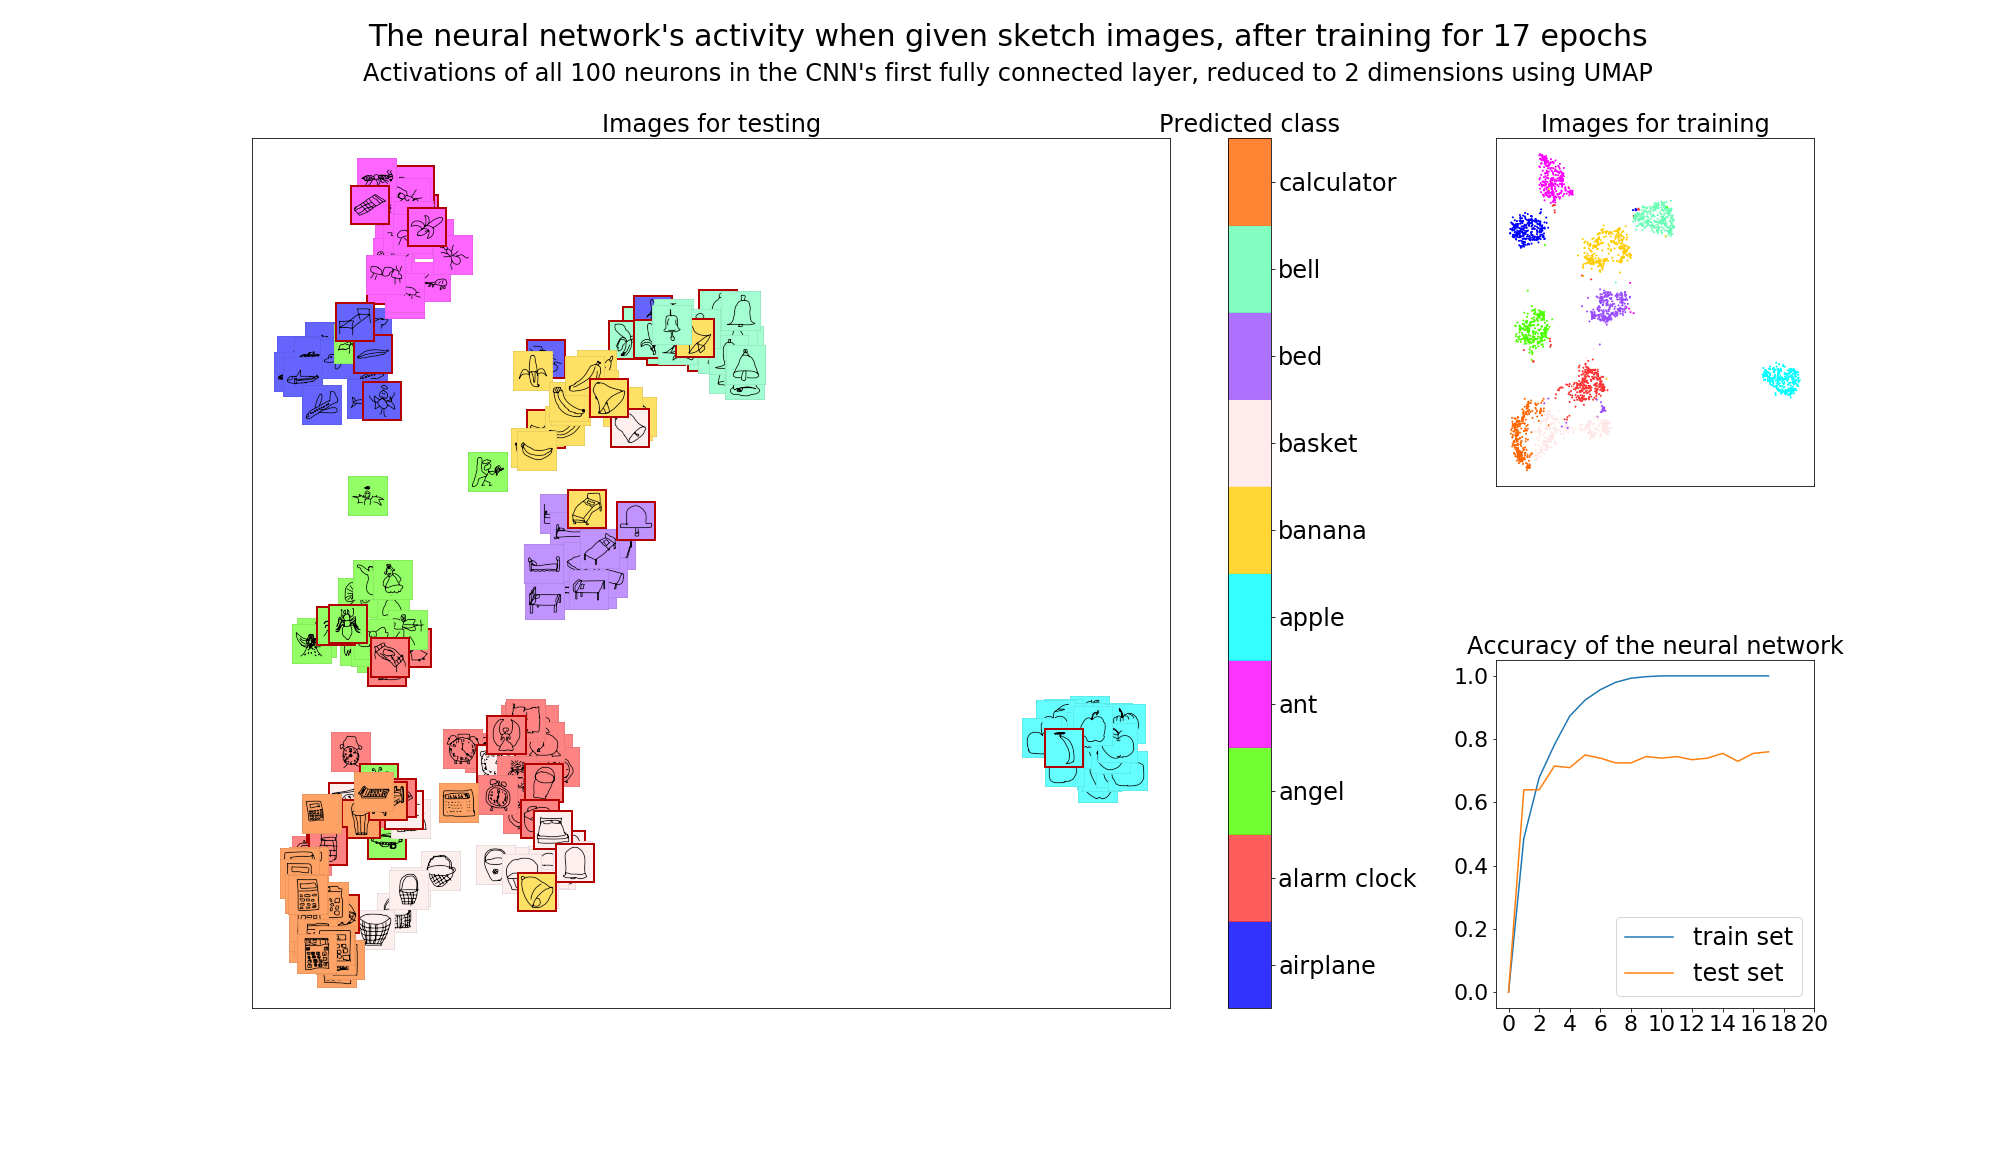 The neural network's activity when given sketch images, after training for 17 epochs
Activations of all 100 neurons in the CNN's first fully connected layer, reduced to 2 dimensions using UMAP
Images for testing
Predicted class
calculator
bell
bed
basket
banana
apple
ant
angel
alarm clock
airplane
Images for training
Accuracy of the neural network
1.0
0.8
0.6
0.4
0.2
0.0
train set
test set
0 2 4 6 8 10 12 14 16 18 20